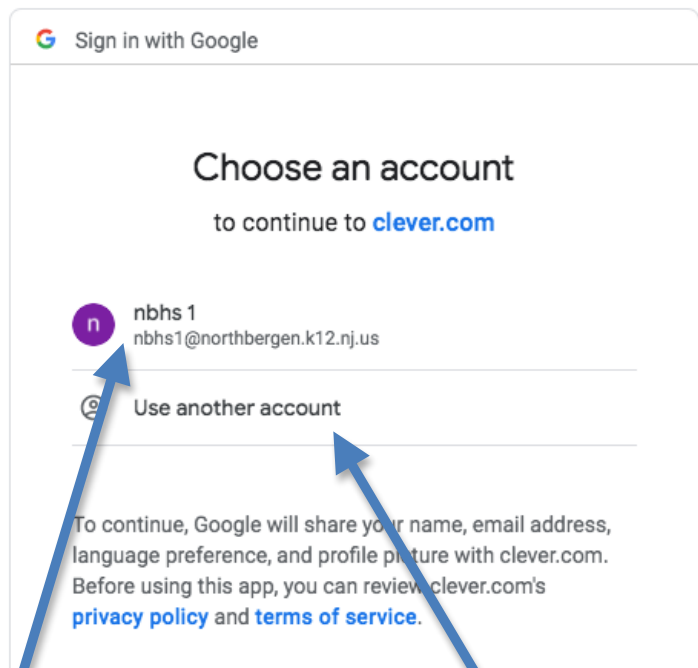 Sign in with Google
Choose an account
to continue to clever.com
n
nbhs 1
nbhs1@northbergen.k12.nj.us
Use another account
To continue, Google will share your name, email address,
language preference, and profile picture with clever.com.
Before using this app, you can review clever.com's
privacy policy and terms of service.